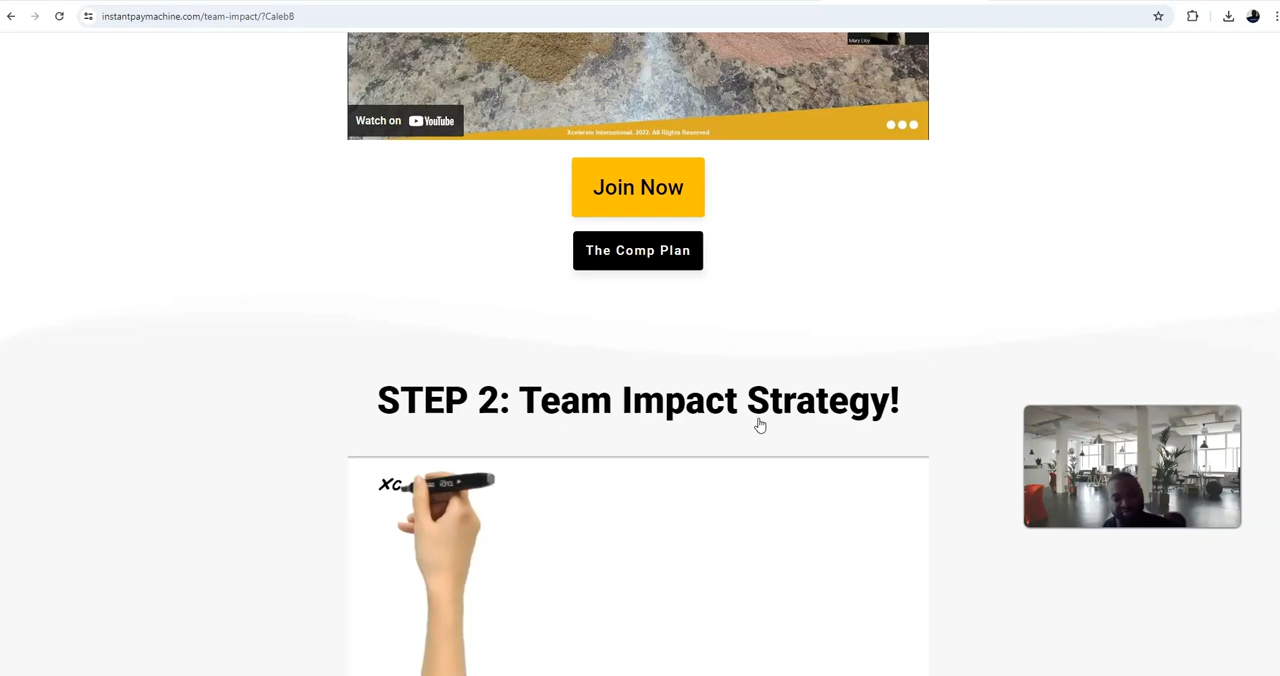 instantpaymachine.com/team-impact/?CalebB
Mary Lloy
Watch on YouTube
Xcelerate International. 2022. All Rights Reserved
Join Now
The Comp Plan
STEP 2: Team Impact Strategy!
Xc